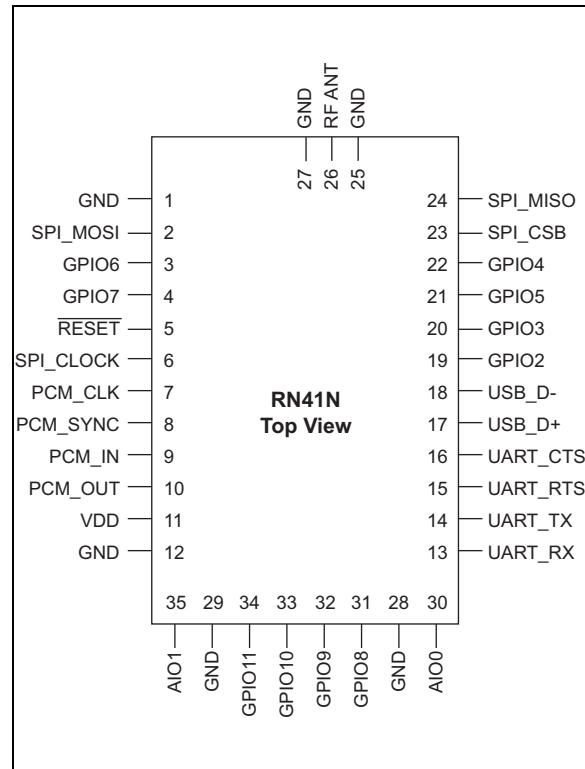 GND
RF ANT
GND
27
26
25
GND 1
SPI_MOSI 2
GPIO6 3
GPIO7 4
RESET 5
SPI_CLOCK 6
PCM_CLK 7
PCM_SYNC 8
PCM_IN 9
PCM_OUT 10
VDD 11
GND 12
RN41N
Top View
24 SPI_MISO
23 SPI_CSB
22 GPIO4
21 GPIO5
20 GPIO3
19 GPIO2
18 USB_D-
17 USB_D+
16 UART_CTS
15 UART_RTS
14 UART_TX
13 UART_RX
35 29 34 33 32 31 28 30
AIO1
GND
GPIO11
GPIO10
GPIO9
GPIO8
GND
AIO0